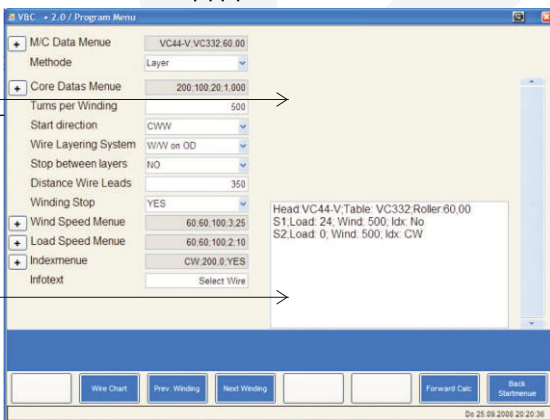 VBC • 2.0 / Program Menu
+ M/C Data Menue VC44-V;VC332:60.00
Methode Layer
+ Core Datas Menue 200;100;20;1,000
Turns per Winding 500
Start direction CWW
Wire Layering System W/W on OD
Stop between layers NO
Distance Wire Leads 350
Winding Stop YES
+ Wind Speed Menue 60;60;100;3;25
+ Load Speed Menue 60;60;100;2;10
+ Indexmenue CW;200,0;YES
Infotext Select Wire
Head:VC44-V;Table: VC332;Roller:60,00
S1;Load: 24; Wind: 500; Idx: No
S2;Load: 0; Wind: 500; Idx: CW
Wire Chart
Prev. Winding
Next Winding
Forward Calc
Back
Startmenue
Do 25.09.2008 20:20:36